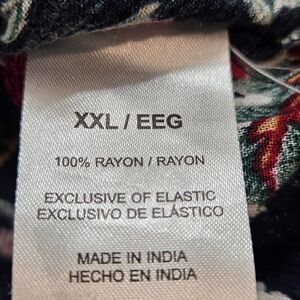 XXL / EEG
100% RAYON / RAYON
EXCLUSIVE OF ELASTIC
EXCLUSIVO DE ELÁSTICO
MADE IN INDIA
HECHO EN INDIA